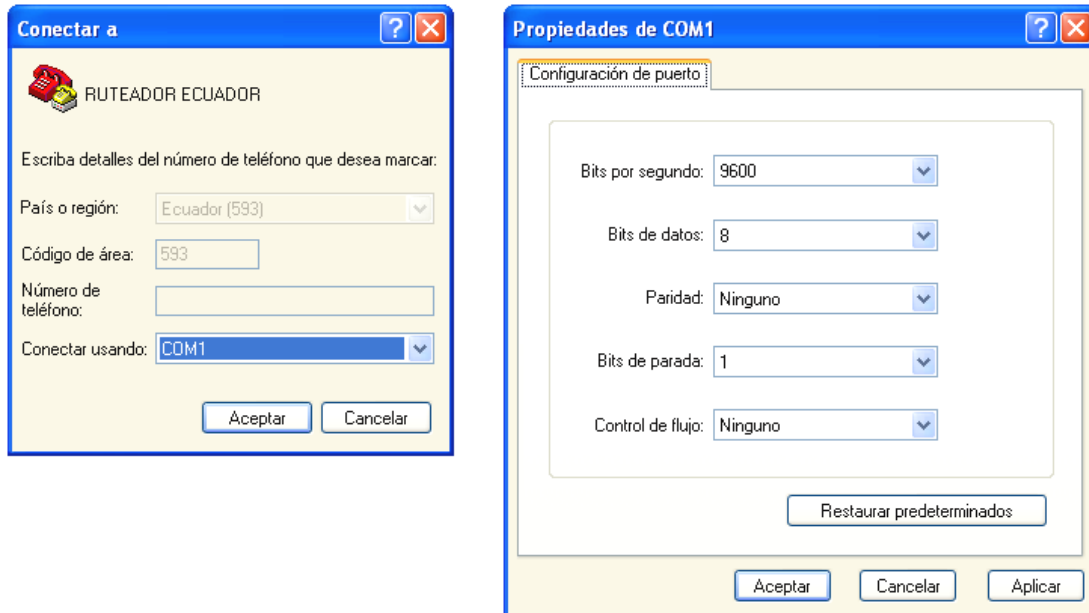 Conectar a
RUTEADOR ECUADOR
Escriba detalles del número de teléfono que desea marcar:
País o región: Ecuador (593)
Código de área: 593
Número de
teléfono:
Conectar usando: COM1
Aceptar Cancelar
Propiedades de COM1
Configuración de puerto
Bits por segundo: 9600
Bits de datos: 8
Paridad: Ninguno
Bits de parada: 1
Control de flujo: Ninguno
Restaurar predeterminados
Aceptar Cancelar Aplicar